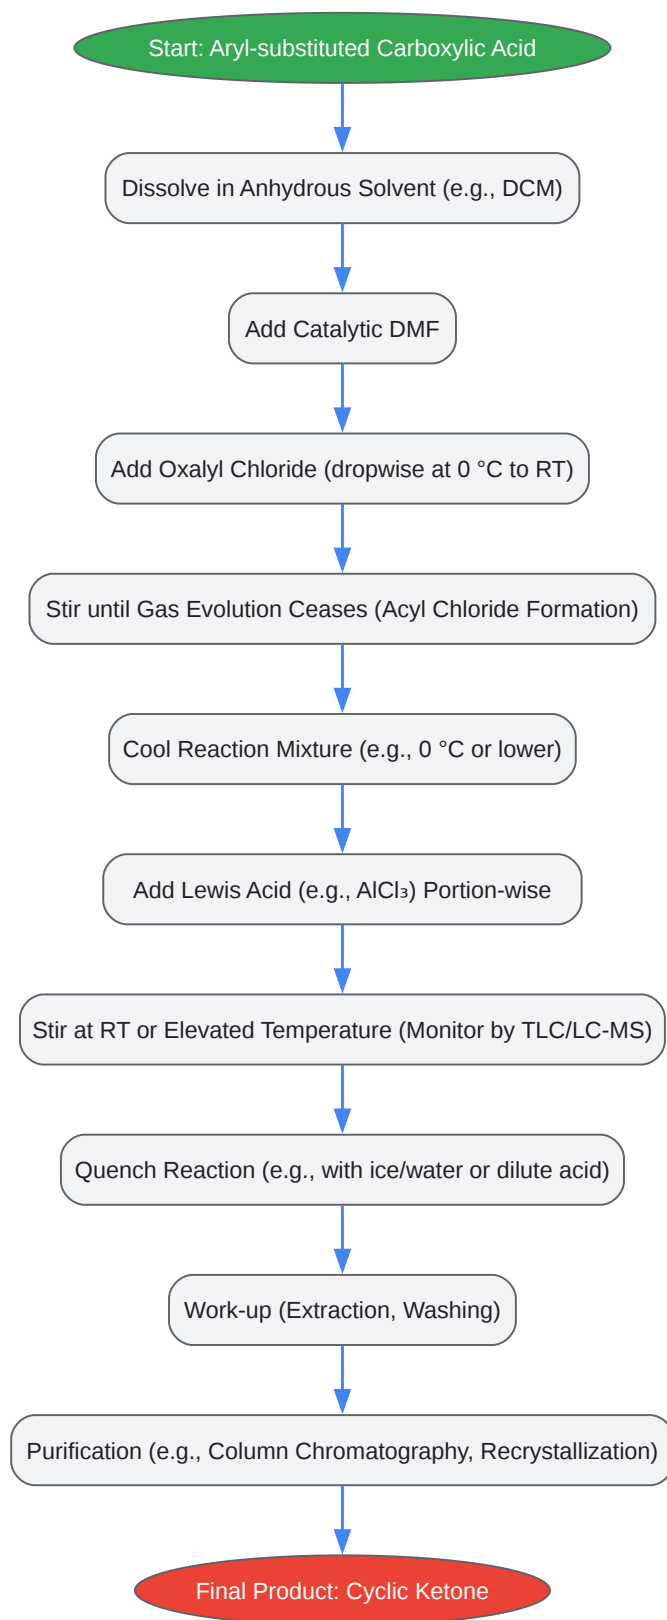 Start: Aryl-substituted Carboxylic Acid
Dissolve in Anhydrous Solvent (e.g., DCM)
Add Catalytic DMF
Add Oxalyl Chloride (dropwise at 0 °C to RT)
Stir until Gas Evolution Ceases (Acyl Chloride Formation)
Cool Reaction Mixture (e.g., 0 °C or lower)
Add Lewis Acid (e.g., AlCl₃) Portion-wise
Stir at RT or Elevated Temperature (Monitor by TLC/LC-MS)
Quench Reaction (e.g., with ice/water or dilute acid)
Work-up (Extraction, Washing)
Purification (e.g., Column Chromatography, Recrystallization)
Final Product: Cyclic Ketone